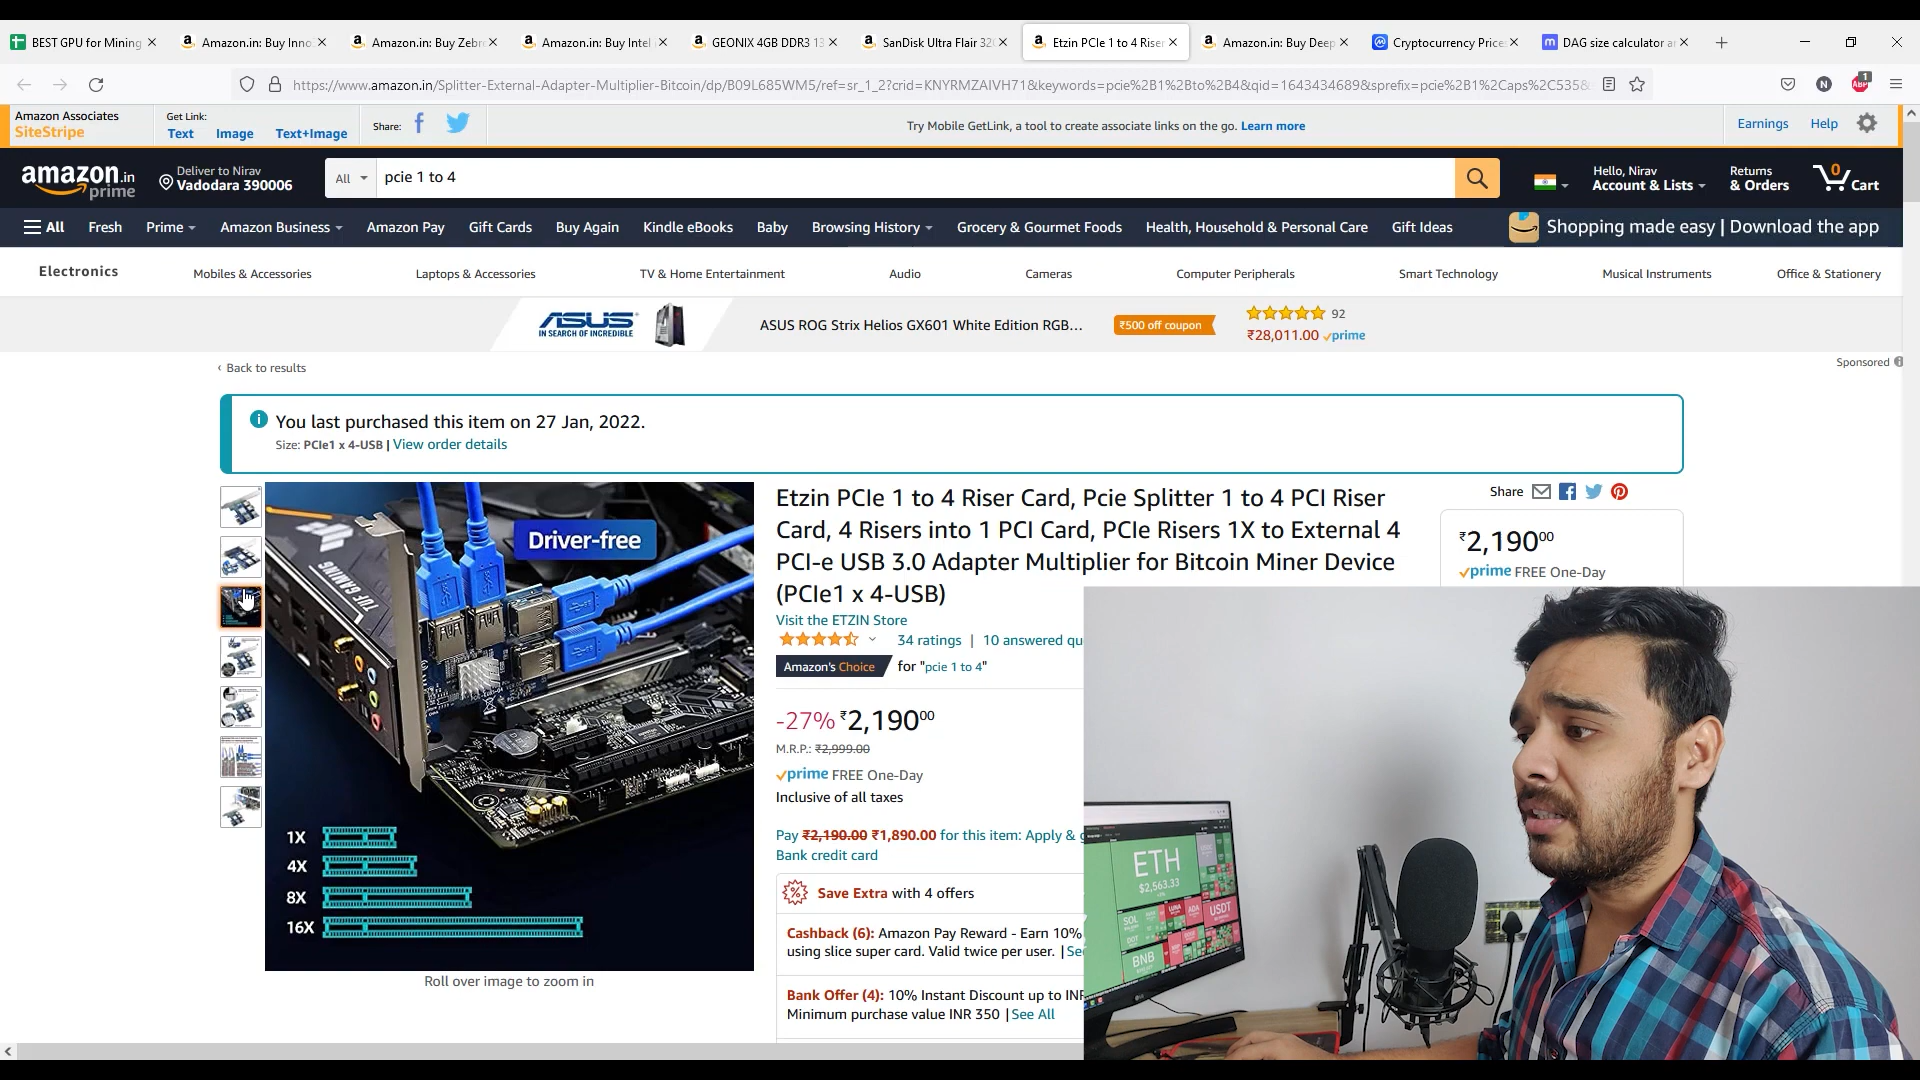 BEST GPU for Mining
Amazon.in: Buy Inno
Amazon.in: Buy Zebr
Amazon.in: Buy Intel
GEONIX 4GB DDR3 13
SanDisk Ultra Flair 32
Etzin PCIe 1 to 4 Riser
Amazon.in: Buy Deep
Cryptocurrency Price
DAG size calculator a
https://www.amazon.in/Splitter-External-Adapter-Multiplier-Bitcoin/dp/B09L685WM5/ref=sr_1_2?crid=KNYRMZAIVH71&keywords=pcie%2B1%2Bto%2B4&qid=1643434689&sprefix=pcie%2B1%2Caps%2C535&
N
1
Amazon Associates
SiteStripe
Get Link:
Text Image Text+Image
Share:
Try Mobile GetLink, a tool to create associate links on the go. Learn more
Earnings Help
amazon.in
prime
Deliver to Nirav
Vadodara 390006
All
pcie 1 to 4
Hello, Nirav
Account & Lists
Returns
& Orders
0
Cart
All Fresh Prime Amazon Business Amazon Pay Gift Cards Buy Again Kindle eBooks Baby Browsing History Grocery & Gourmet Foods Health, Household & Personal Care Gift Ideas
Shopping made easy | Download the app
Electronics Mobiles & Accessories Laptops & Accessories TV & Home Entertainment Audio Cameras Computer Peripherals Smart Technology Musical Instruments Office & Stationery
ASUS
IN SEARCH OF INCREDIBLE
ASUS ROG Strix Helios GX601 White Edition RGB...
₹500 off coupon
92
₹28,011.00 prime
‹ Back to results
Sponsored
You last purchased this item on 27 Jan, 2022.
Size: PCIe1 x 4-USB | View order details
Driver-free
TUF GAMING
1X
4X
8X
16X
Roll over image to zoom in
Etzin PCIe 1 to 4 Riser Card, Pcie Splitter 1 to 4 PCI Riser
Card, 4 Risers into 1 PCI Card, PCIe Risers 1X to External 4
PCI-e USB 3.0 Adapter Multiplier for Bitcoin Miner Device
(PCIe1 x 4-USB)
Visit the ETZIN Store
34 ratings | 10 answered qu
Amazon's Choice for "pcie 1 to 4"
-27% ₹2,190⁰⁰
M.R.P.: ₹2,999.00
prime FREE One-Day
Inclusive of all taxes
Pay ₹2,190.00 ₹1,890.00 for this item: Apply &
Bank credit card
Save Extra with 4 offers
Cashback (6): Amazon Pay Reward - Earn 10%
using slice super card. Valid twice per user. | See
Bank Offer (4): 10% Instant Discount up to INR
Minimum purchase value INR 350 | See All
Share
₹2,190⁰⁰
prime FREE One-Day
ETH
$2,563.33
SOL
LUNA
ADA
USDT
BNB
LG